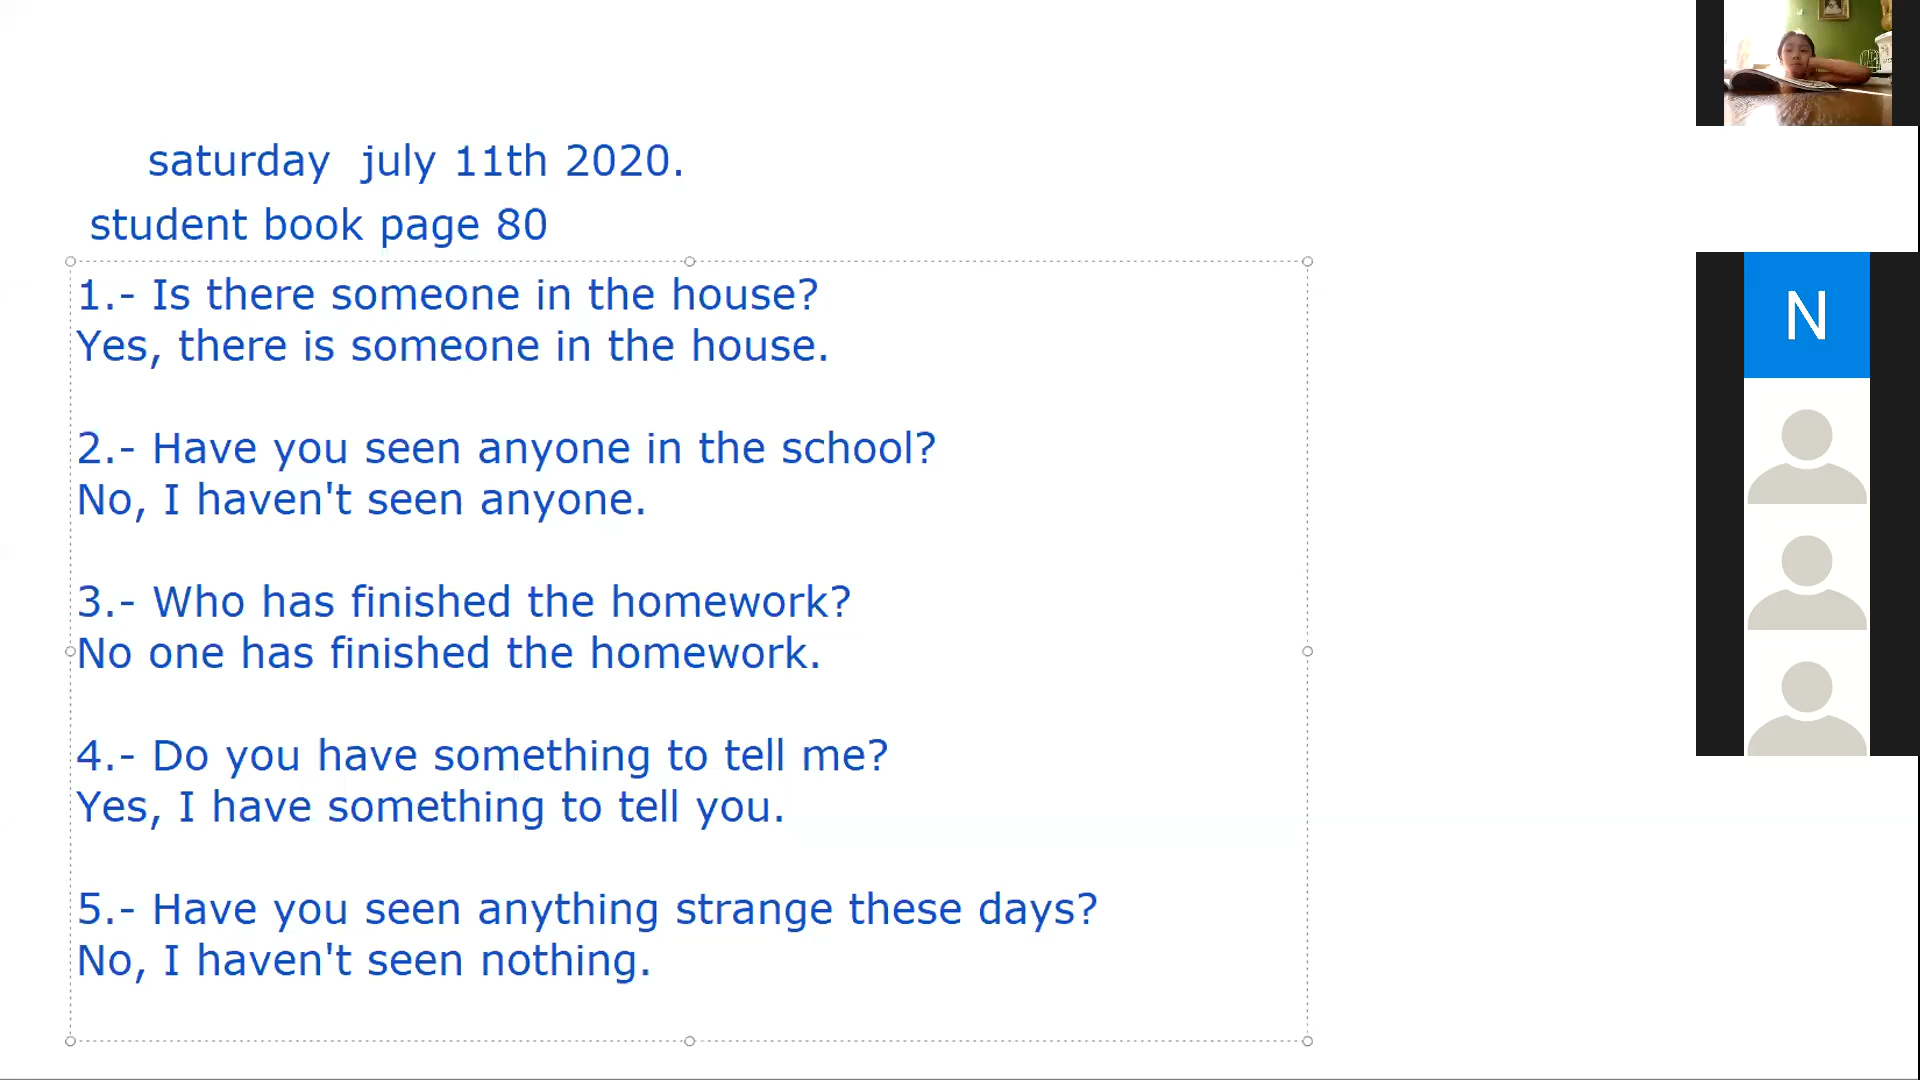 saturday july 11th 2020.
student book page 80
1.- Is there someone in the house?
Yes, there is someone in the house.
2.- Have you seen anyone in the school?
No, I haven't seen anyone.
3.- Who has finished the homework?
No one has finished the homework.
4.- Do you have something to tell me?
Yes, I have something to tell you.
5.- Have you seen anything strange these days?
No, I haven't seen nothing.
N